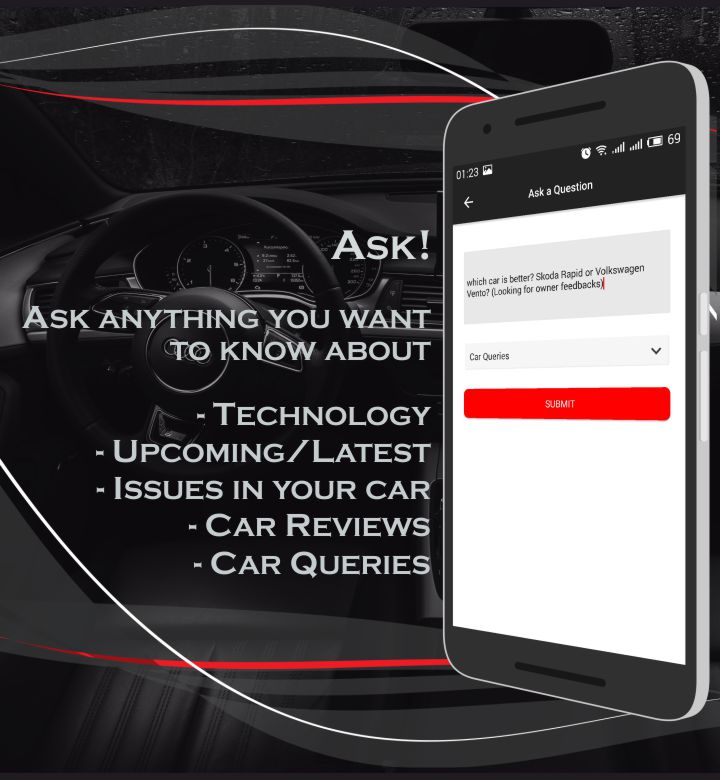 Ask!
Ask anything you want
to know about
- Technology
- Upcoming/Latest
- Issues in your car
- Car Reviews
- Car Queries
01:23
69
Ask a Question
which car is better? Skoda Rapid or Volkswagen
Vento? (Looking for owner feedbacks)
Car Queries
SUBMIT